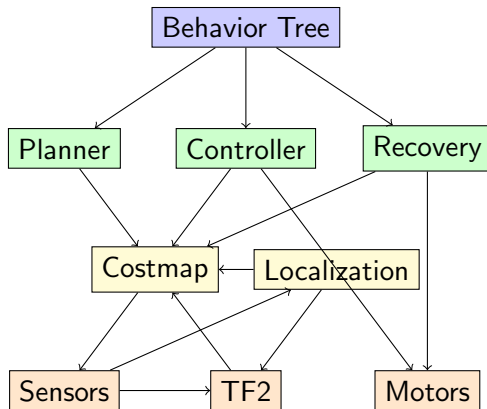 Behavior Tree
Planner
Controller
Recovery
Costmap
Localization
Sensors
TF2
Motors